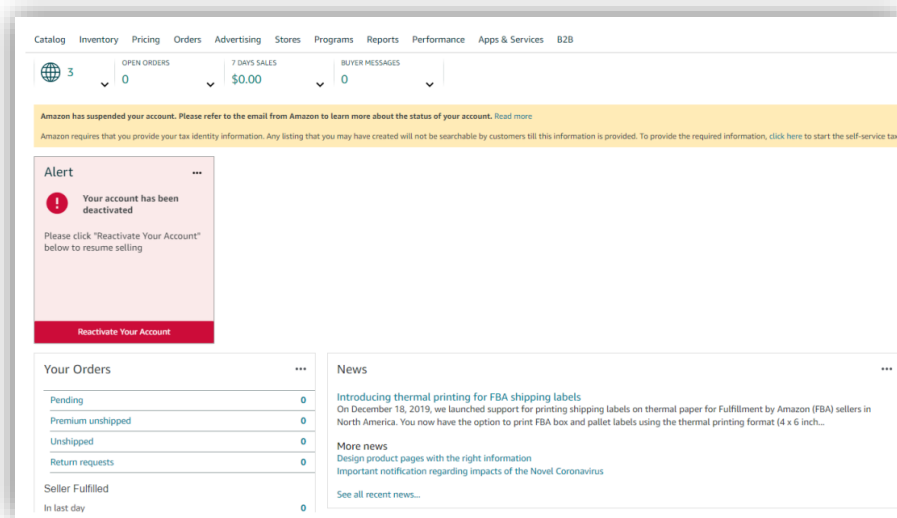 Catalog Inventory Pricing Orders Advertising Stores Programs Reports Performance Apps & Services B2B
3
OPEN ORDERS
0
7 DAYS SALES
$0.00
BUYER MESSAGES
0
Amazon has suspended your account. Please refer to the email from Amazon to learn more about the status of your account. Read more
Amazon requires that you provide your tax identity information. Any listing that you may have created will not be searchable by customers till this information is provided. To provide the required information, click here to start the self-service tax
Alert
Your account has been
deactivated
Please click "Reactivate Your Account"
below to resume selling
Reactivate Your Account
Your Orders
Pending 0
Premium unshipped 0
Unshipped 0
Return requests 0
Seller Fulfilled
In last day 0
News
Introducing thermal printing for FBA shipping labels
On December 18, 2019, we launched support for printing shipping labels on thermal paper for Fulfillment by Amazon (FBA) sellers in
North America. You now have the option to print FBA box and pallet labels using the thermal printing format (4 x 6 inch...
More news
Design product pages with the right information
Important notification regarding impacts of the Novel Coronavirus
See all recent news...